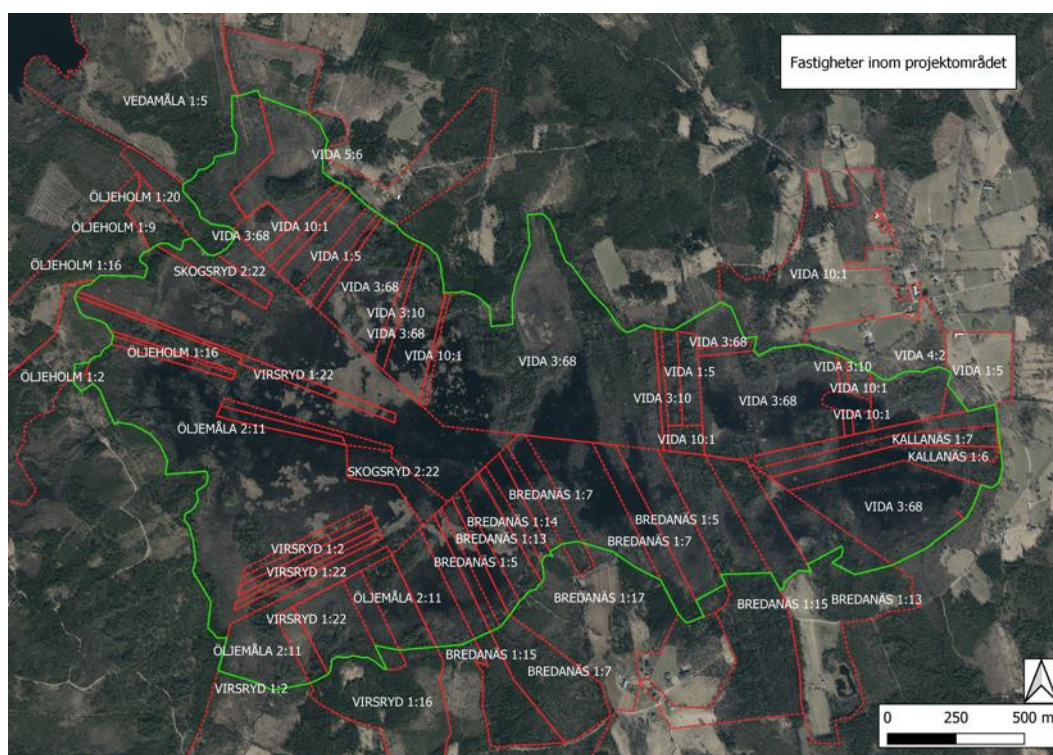 Fastigheter inom projektområdet
VEDAMÅLA 1:5
VIDA 5:6
ÖLJEHOLM 1:20
ÖLJEHOLM 1:9
VIDA 3:68
VIDA 10:1
VIDA 1:5
ÖLJEHOLM 1:16
SKOGSRYD 2:22
VIDA 3:68
VIDA 10:1
VIDA 3:10
VIDA 3:68
ÖLJEHOLM 1:16
VIDA 10:1
VIDA 3:68
VIDA 3:68
VIDA 4:2
ÖLJEHOLM 1:2
VIRSRYD 1:22
VIDA 1:5
VIDA 3:10
VIDA 1:5
VIDA 10:1
VIDA 3:10
VIDA 3:68
VIDA 10:1
ÖLJEMÅLA 2:11
VIDA 10:1
KALLANÄS 1:7
KALLANÄS 1:6
SKOGSRYD 2:22
BREDANÄS 1:7
VIDA 3:68
BREDANÄS 1:14
BREDANÄS 1:5
BREDANÄS 1:13
BREDANÄS 1:7
VIRSRYD 1:2
BREDANÄS 1:5
VIRSRYD 1:22
ÖLJEMÅLA 2:11
BREDANÄS 1:17
BREDANÄS 1:15
BREDANÄS 1:13
VIRSRYD 1:22
ÖLJEMÅLA 2:11
BREDANÄS 1:15
BREDANÄS 1:7
VIRSRYD 1:2
VIRSRYD 1:16
0 250 500 m